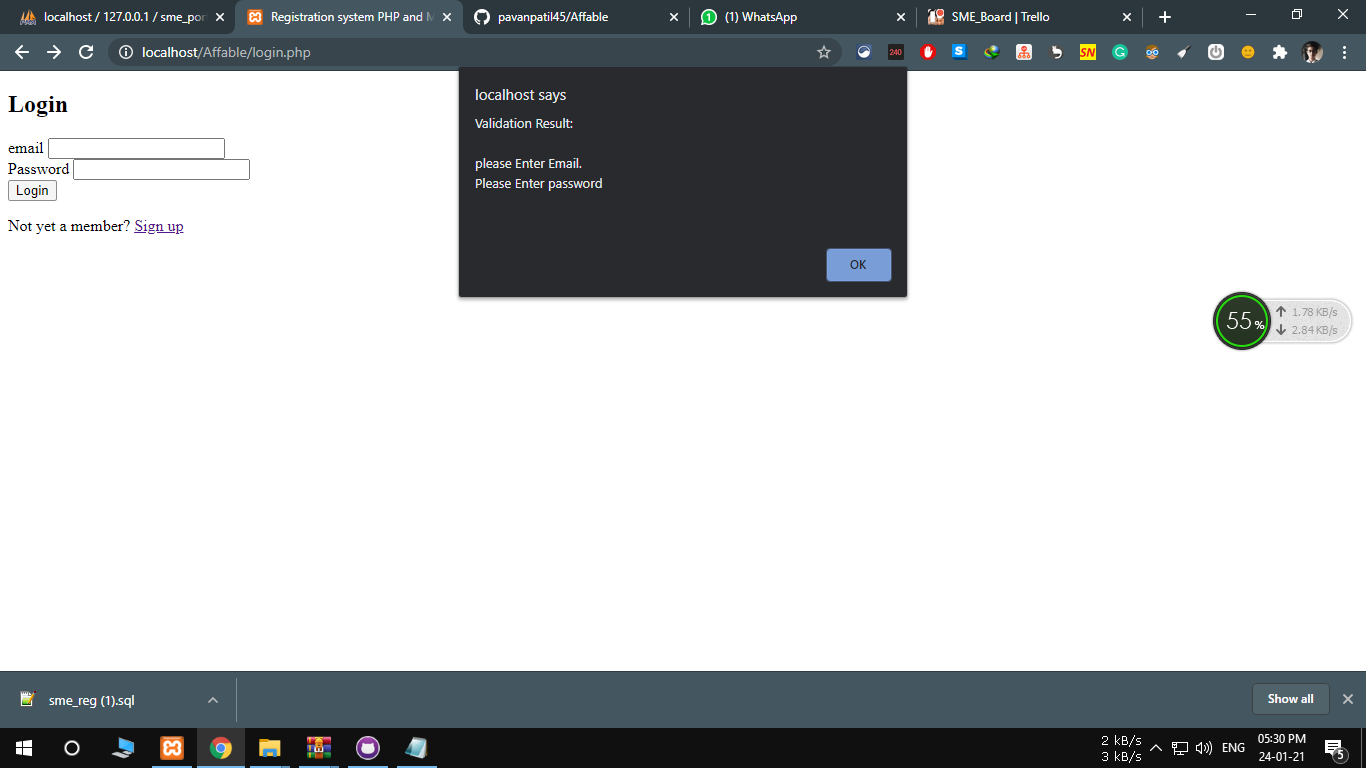 localhost / 127.0.0.1 / sme_por
Registration system PHP and M
pavanpatil45/Affable
(1) WhatsApp
SME_Board | Trello
localhost/Affable/login.php
240
SN
Login
email
Password
Login
Not yet a member? Sign up
localhost says
Validation Result:
please Enter Email.
Please Enter password
OK
55%
1.78 KB/s
2.84 KB/s
sme_reg (1).sql
Show all
2 kB/s
3 kB/s
ENG
05:30 PM
24-01-21
5